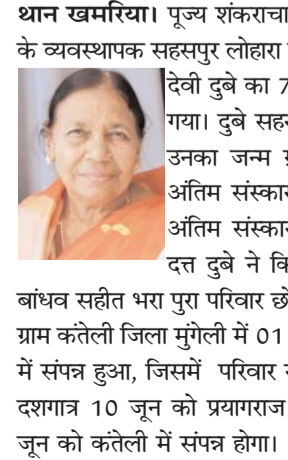 थान खमरिया। पूज्य शंकराचा
के व्यवस्थापक सहसपुर लोहारा
देवी दुबे का 7
गया। दुबे सहस
उनका जन्म
अंतिम संस्कार
अंतिम संस्कार
दत्त दुबे ने कि
बांधव सहीत भरा पुरा परिवार छो
ग्राम कंतेली जिला मुंगेली में 01
में संपन्न हुआ, जिसमें परिवार
दशगात्र 10 जून को प्रयागराज
जून को कंतेली में संपन्न होगा।